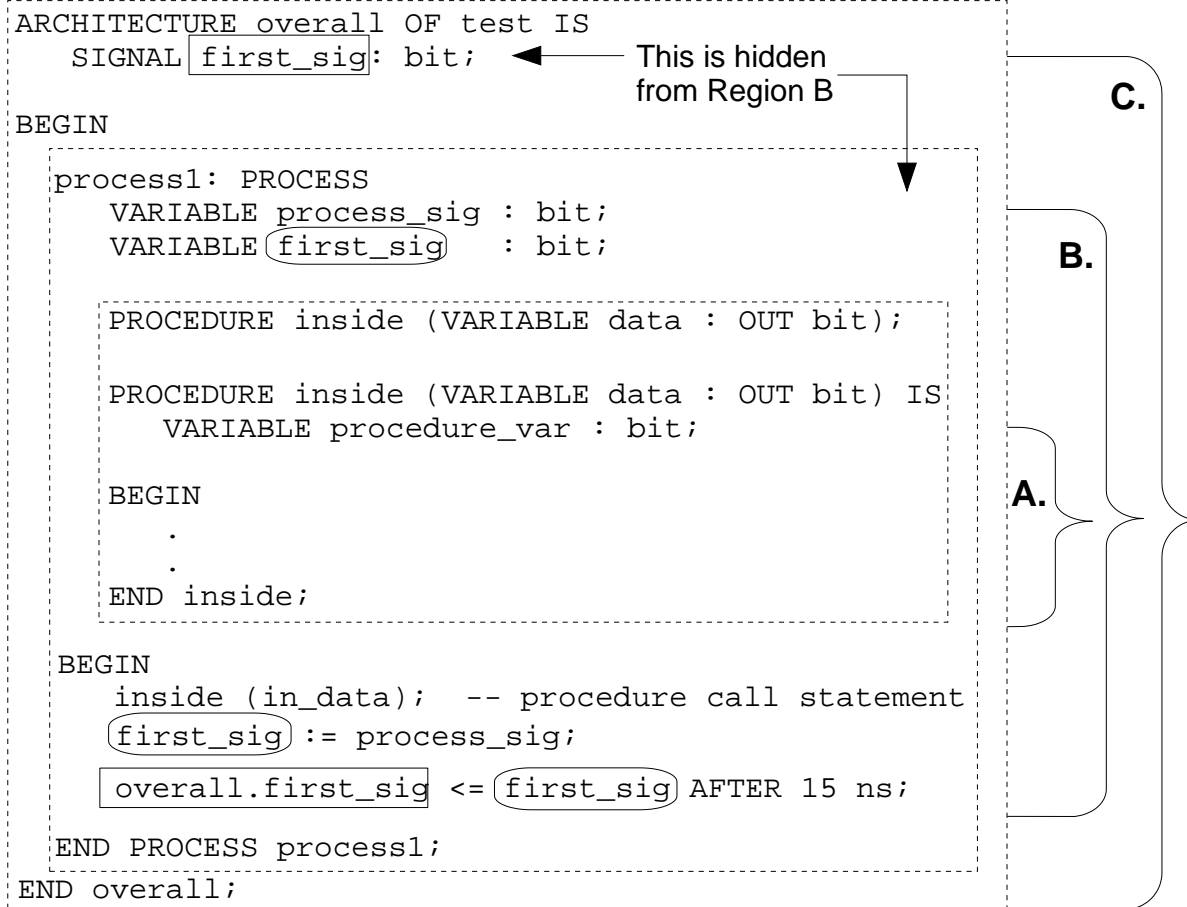 ARCHITECTURE overall OF test IS
SIGNAL first_sig: bit;
This is hidden
from Region B
C.
BEGIN
process1: PROCESS
VARIABLE process_sig : bit;
VARIABLE first_sig : bit;
B.
PROCEDURE inside (VARIABLE data : OUT bit);
PROCEDURE inside (VARIABLE data : OUT bit) IS
VARIABLE procedure_var : bit;
BEGIN
A.
.
.
END inside;
BEGIN
inside (in_data); -- procedure call statement
first_sig := process_sig;
overall.first_sig <= first_sig AFTER 15 ns;
END PROCESS process1;
END overall;